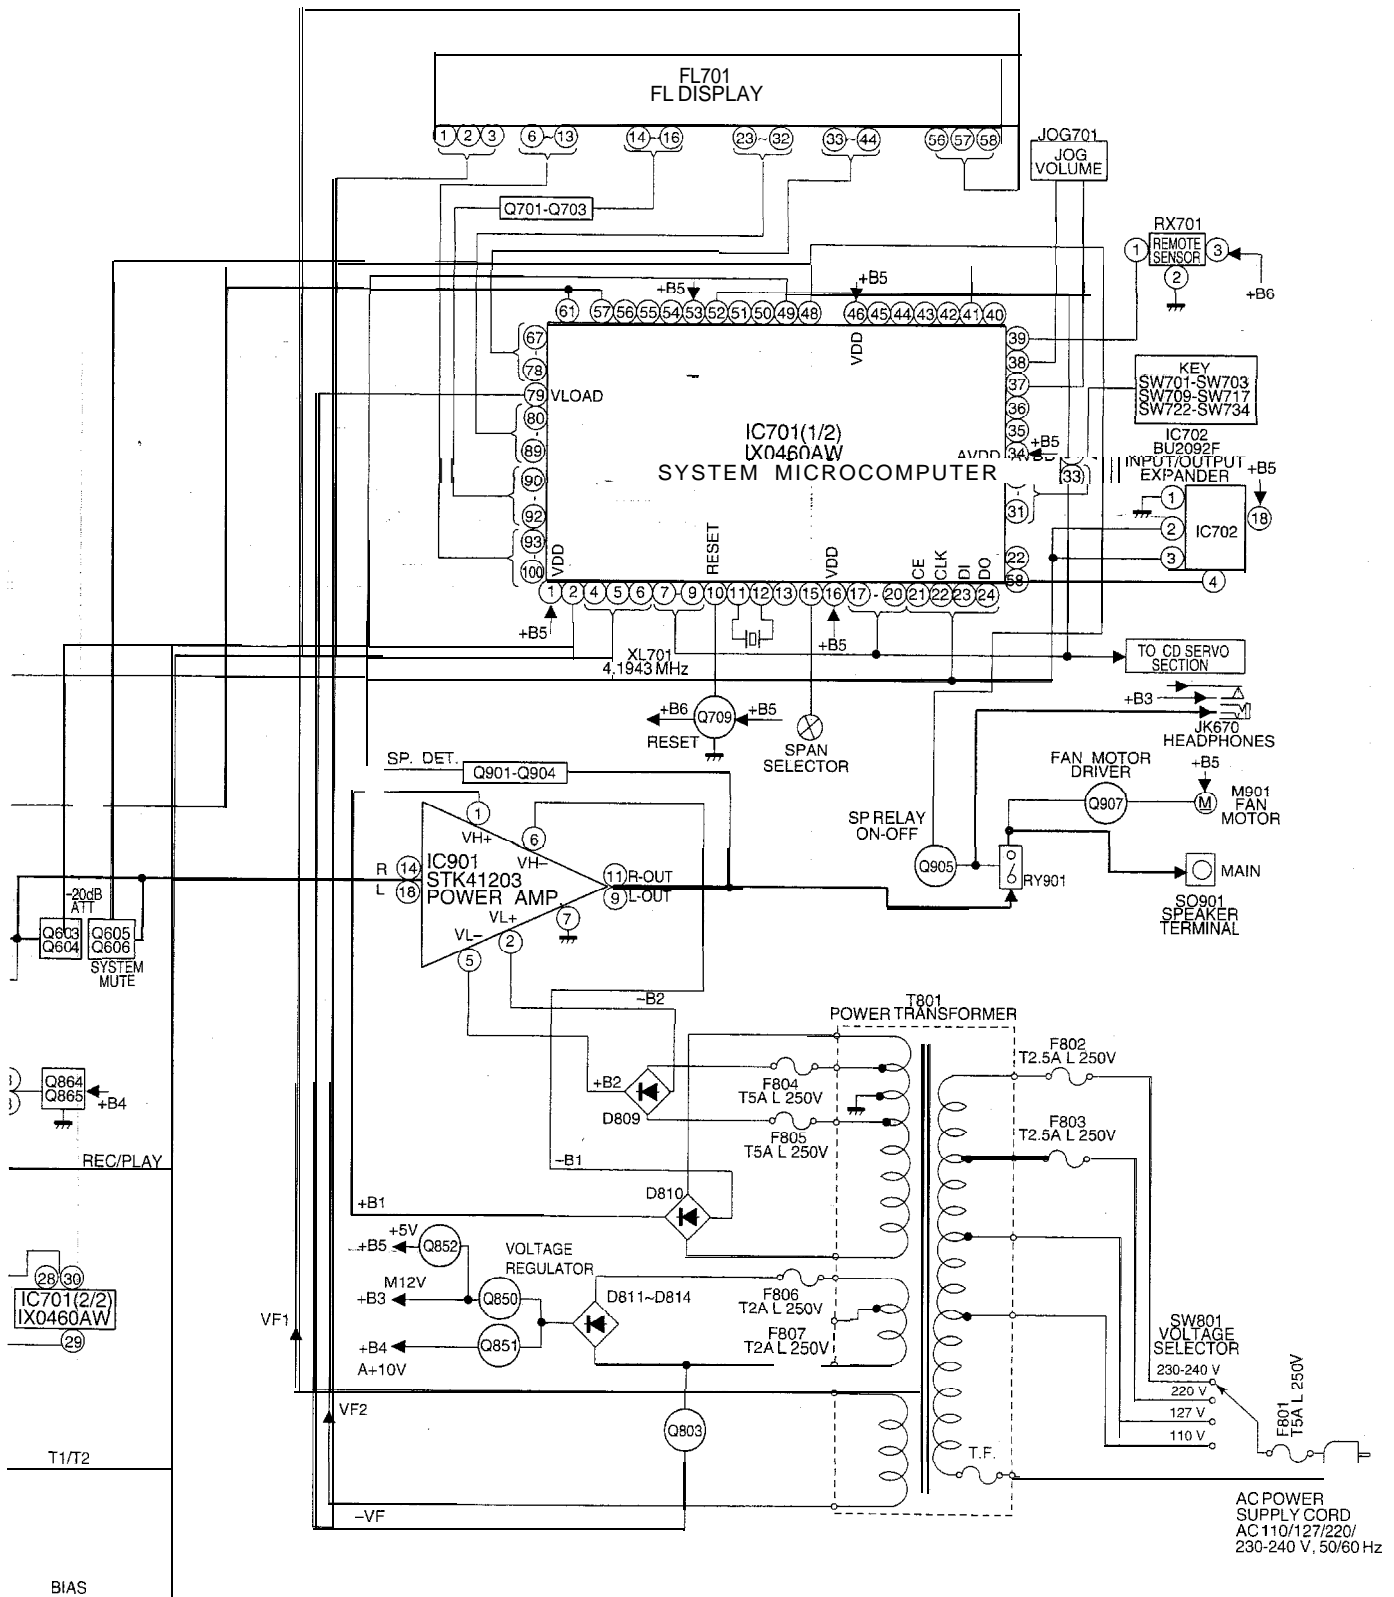 FL701
FL DISPLAY
1 2 3 6 ~ 13 14 ~ 16 23 ~ 32 33 ~ 44 56 57 58
JOG701
JOG
VOLUME
Q701-Q703
RX701
REMOTE
SENSOR
1 3
2
+B6
+B5 +B5
61 57 56 55 54 53 52 51 50 49 48 46 45 44 43 42 41 40
VDD
67
78
79 VLOAD
80
89
90
92
93
100
39
38
37
36
35
34 +B5
33
31
22
58
KEY
SW701-SW703
SW709-SW717
SW722-SW734
IC701(1/2)
IX0460AW
SYSTEM MICROCOMPUTER
AVDD
IC702
BU2092F
INPUT/OUTPUT
EXPANDER
+B5
1
2
3
IC702
18
4
VDD RESET VDD CE CLK DI DO
1 2 4 5 6 7 - 9 10 11 12 13 15 16 17 - 20 21 22 23 24
+B5 +B5
XL701
4.1943 MHz
TO CD SERVO
SECTION
+B3
JK670
HEADPHONES
+B6 Q709 +B5
RESET
SPAN
SELECTOR
SP. DET.
Q901-Q904
FAN MOTOR
DRIVER
+B5
Q907
M
M901
FAN
MOTOR
SP RELAY
ON-OFF
Q905
RY901
MAIN
SO901
SPEAKER
TERMINAL
1
VH+
6
VH-
R 14
L 18
IC901
STK41203
POWER AMP.
11 R-OUT
9 L-OUT
VL+
7
VL-
2
5
-20dB
ATT
Q603
Q604
Q605
Q606
SYSTEM
MUTE
-B2
T801
POWER TRANSFORMER
F802
T2.5A L 250V
F804
T5A L 250V
+B2
D809
F803
T2.5A L 250V
F805
T5A L 250V
Q864
Q865
+B4
REC/PLAY
-B1
D810
+B1
+5V
+B5 Q852
VOLTAGE
REGULATOR
M12V
+B3 Q850
D811~D814
F806
T2A L 250V
F807
T2A L 250V
+B4 Q851
A+10V
28 30
IC701(2/2)
IX0460AW
29
VF1
VF2
Q803
-VF
T1/T2
SW801
VOLTAGE
SELECTOR
230-240 V
220 V
127 V
110 V
F801
T5A L 250V
T.F.
AC POWER
SUPPLY CORD
AC 110/127/220/
230-240 V, 50/60 Hz
BIAS